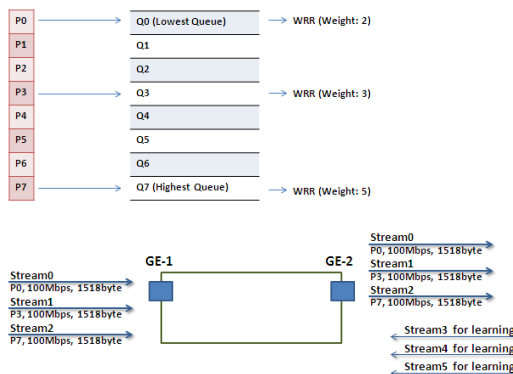 P0
Q0 (Lowest Queue)
WRR (Weight: 2)
P1
Q1
P2
Q2
P3
Q3
WRR (Weight: 3)
P4
Q4
P5
Q5
P6
Q6
P7
Q7 (Highest Queue)
WRR (Weight: 5)
GE-1
GE-2
Stream0
P0, 100Mbps, 1518byte
Stream1
P3, 100Mbps, 1518byte
Stream2
P7, 100Mbps, 1518byte
Stream0
P0, 100Mbps, 1518byte
Stream1
P3, 100Mbps, 1518byte
Stream2
P7, 100Mbps, 1518byte
Stream3 for learning
Stream4 for learning
Stream5 for learning